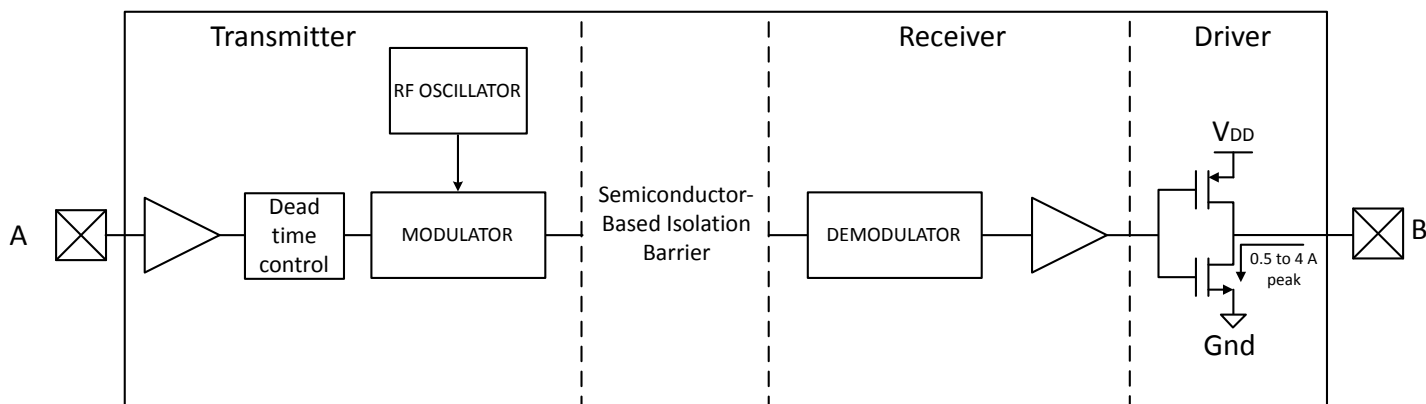 Transmitter
Receiver
Driver
RF OSCILLATOR
VDD
A
Dead
time
control
MODULATOR
Semiconductor-
Based Isolation
Barrier
DEMODULATOR
B
0.5 to 4 A
peak
Gnd